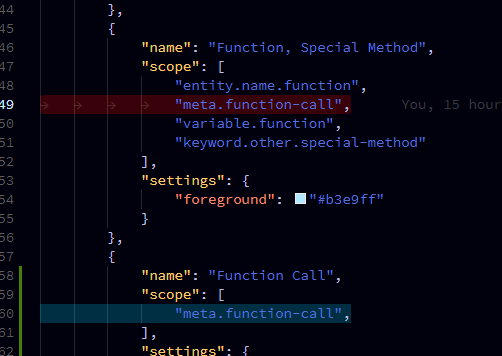 44 },
45 {
46 "name": "Function, Special Method",
47 "scope": [
48 "entity.name.function",
49 "meta.function-call", You, 15 hour
50 "variable.function",
51 "keyword.other.special-method"
52 ],
53 "settings": {
54 "foreground": "#b3e9ff"
55 }
56 },
57 {
58 "name": "Function Call",
59 "scope": [
60 "meta.function-call",
61 ],
62 "settings": {